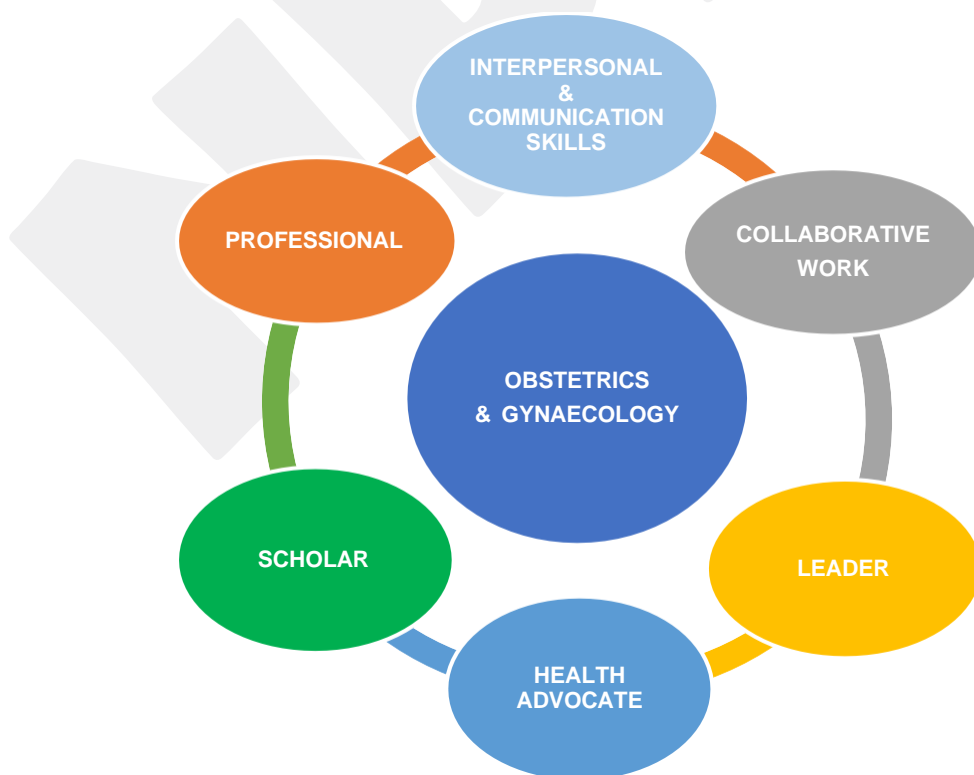 INTERPERSONAL
&
COMMUNICATION
SKILLS
PROFESSIONAL
COLLABORATIVE
WORK
OBSTETRICS
& GYNAECOLOGY
SCHOLAR
LEADER
HEALTH
ADVOCATE